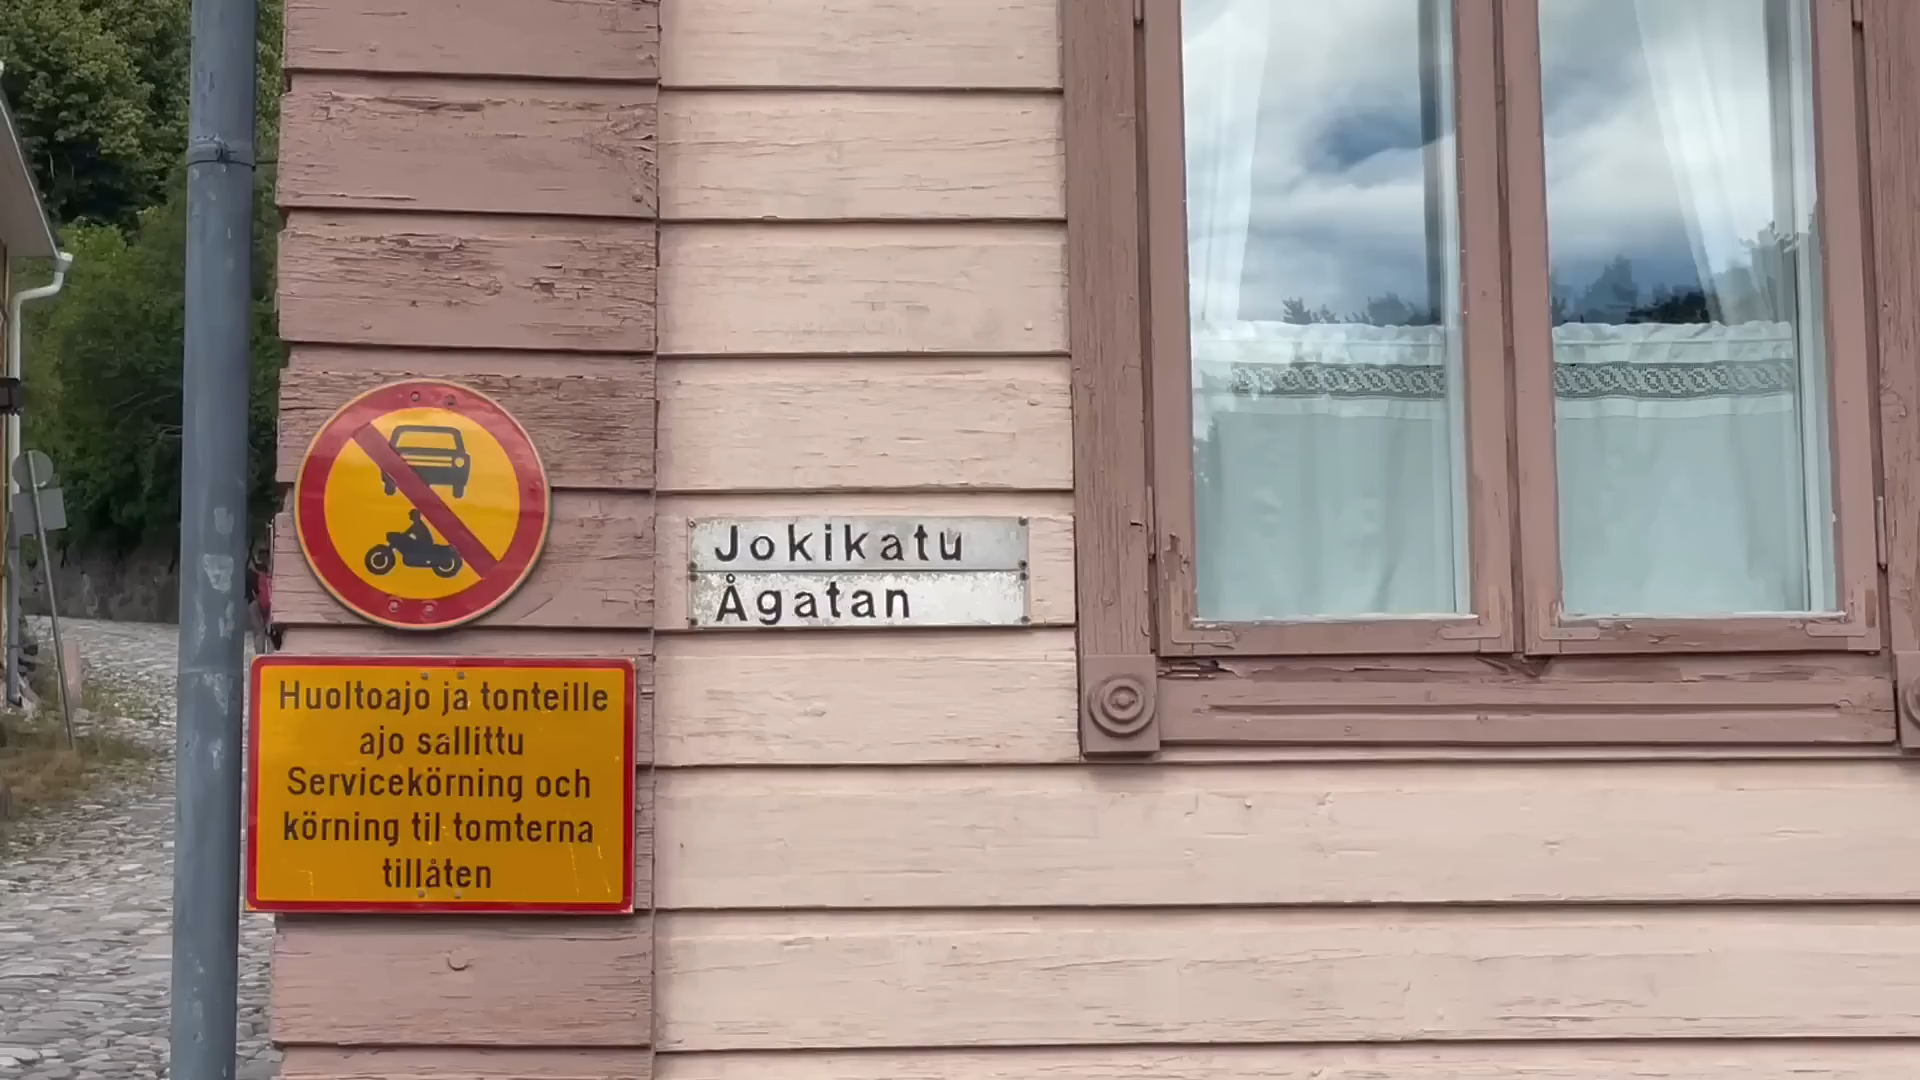 Jokikatu
Ågatan
Huoltoajo ja tonteille
ajo sallittu
Servicekörning och
körning til tomterna
tillåten